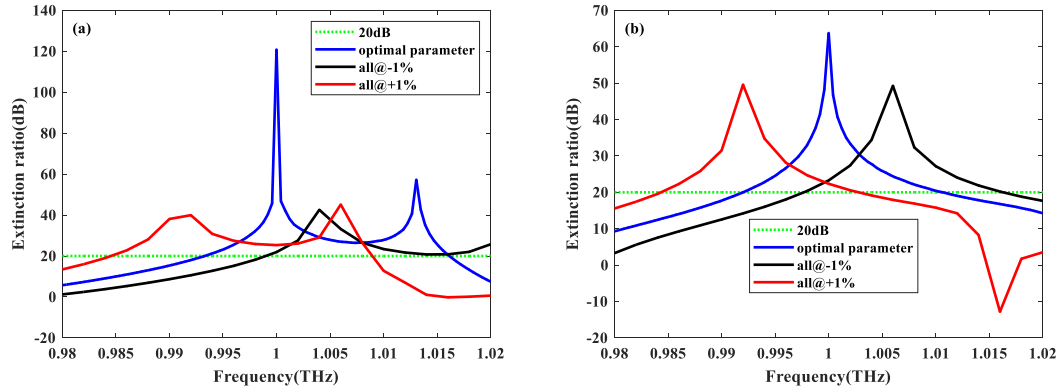 (a)
20dB
optimal parameter
all@-1%
all@+1%
140
120
100
80
60
40
20
0
-20
Extinction ratio(dB)
0.98 0.985 0.99 0.995 1 1.005 1.01 1.015 1.02
Frequency(THz)
(b)
20dB
optimal parameter
all@-1%
all@+1%
70
60
50
40
30
20
10
0
-10
-20
Extinction ratio(dB)
0.98 0.985 0.99 0.995 1 1.005 1.01 1.015 1.02
Frequency(THz)